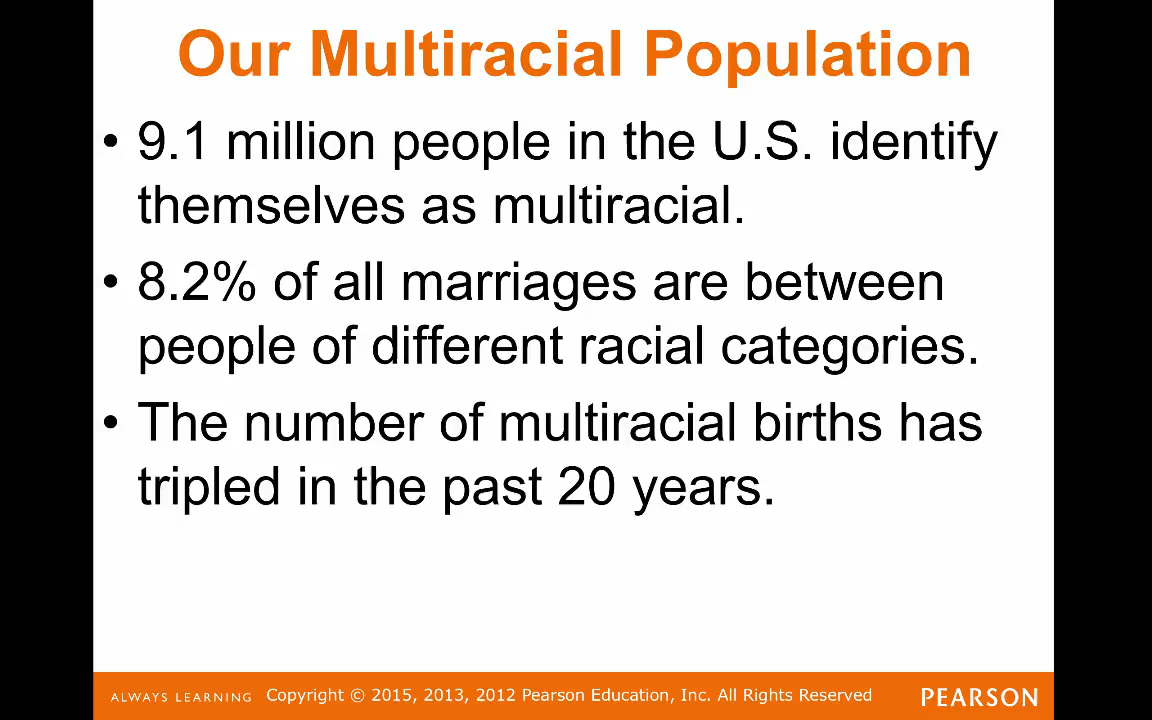 Our Multiracial Population
• 9.1 million people in the U.S. identify
themselves as multiracial.
• 8.2% of all marriages are between
people of different racial categories.
• The number of multiracial births has
tripled in the past 20 years.
ALWAYS LEARNING Copyright © 2015, 2013, 2012 Pearson Education, Inc. All Rights Reserved PEARSON